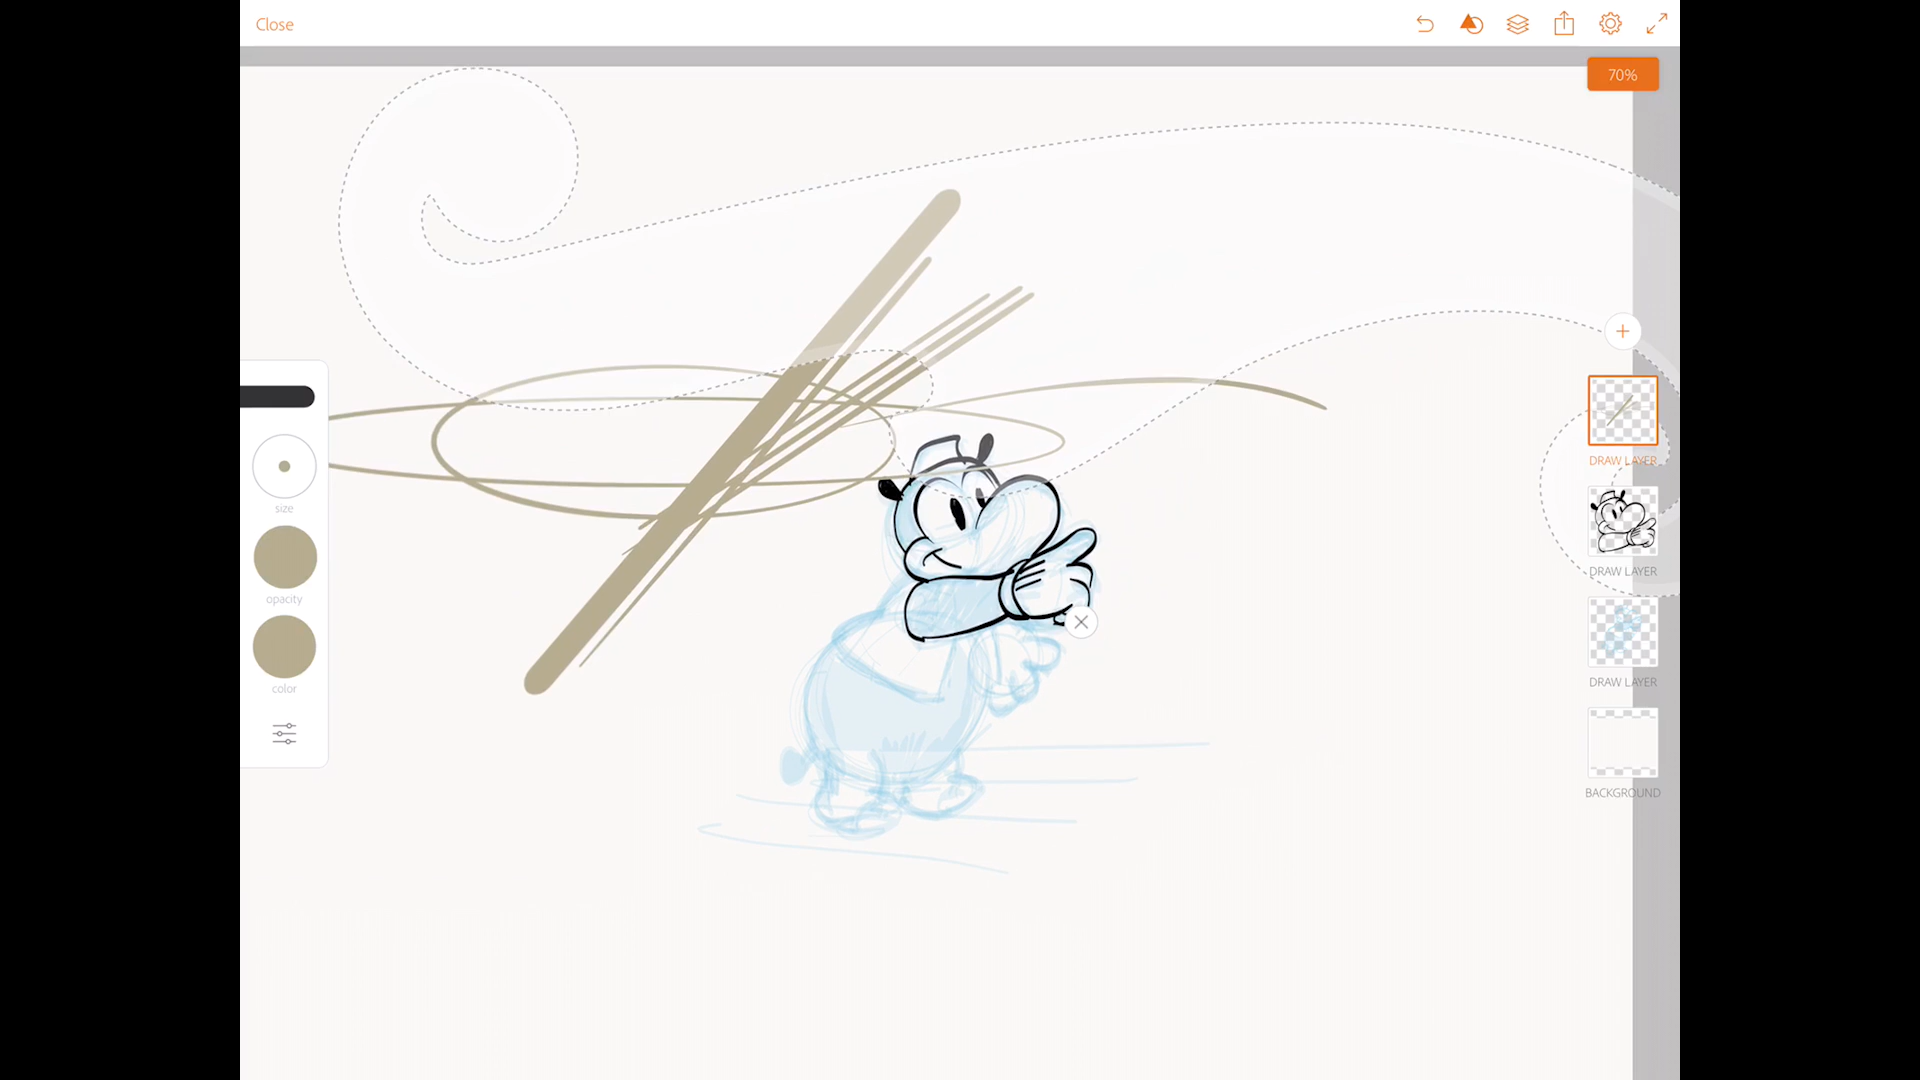 Close
70%
size
opacity
color
DRAW LAYER
DRAW LAYER
DRAW LAYER
BACKGROUND